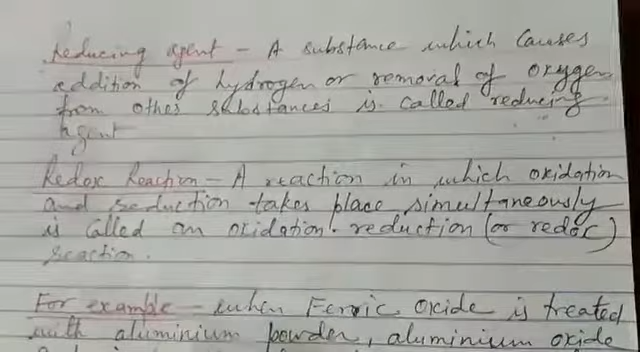 Reducing agent - A substance which causes
addition of hydrogen or removal of oxygen
from other substances is called reducing
agent
Redox Reaction - A reaction in which oxidation
and reduction takes place simultaneously
is called an oxidation-reduction (or redox)
reaction.
For example - when Ferric oxide is treated
with aluminium powder, aluminium oxide